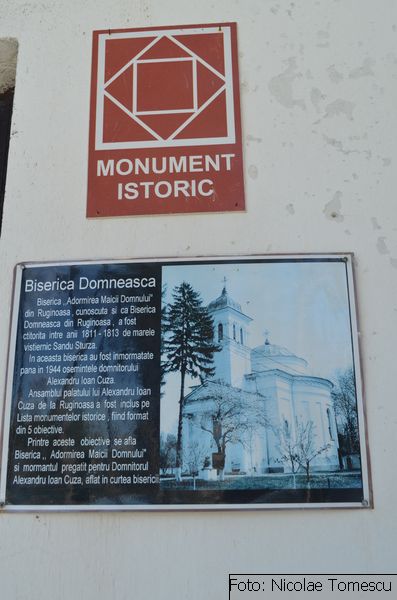 MONUMENT
ISTORIC
Biserica Domneasca
Biserica ,,Adormirea Maicii Domnului"
din Ruginoasa, cunoscuta si ca Biserica
Domneasca din Ruginoasa , a fost
ctitorita intre anii 1811 - 1813 de marele
vistiernic Sandu Sturza.
In aceasta biserica au fost inmormatate
pana in 1944 osemintele domnitorului
Alexandru Ioan Cuza.
Ansamblul palatului lui Alexandru Ioan
Cuza de la Ruginoasa a fost inclus pe
Lista monumentelor istorice , fiind format
din 5 obiective.
Printre aceste obiective se afla
Biserica ,, Adormirea Maicii Domnului"
si mormantul pregatit pentru Domnitorul
Alexandru Ioan Cuza, aflat in curtea bisericii
Foto: Nicolae Tomescu